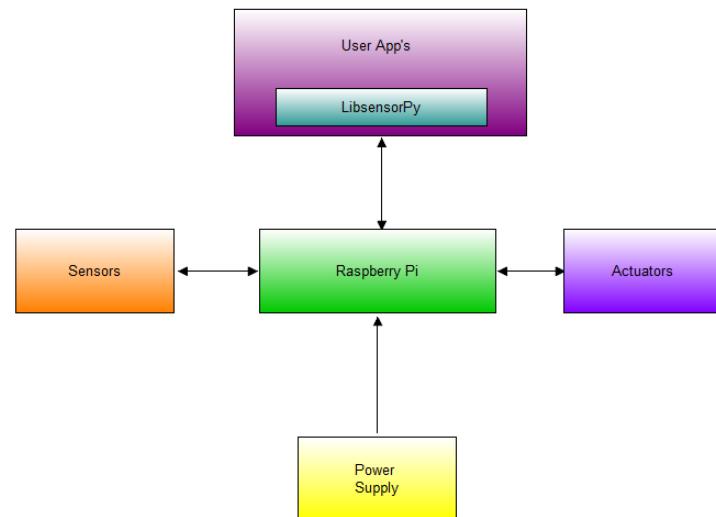 User App's
LibsensorPy
Sensors
Raspberry Pi
Actuators
Power
Supply